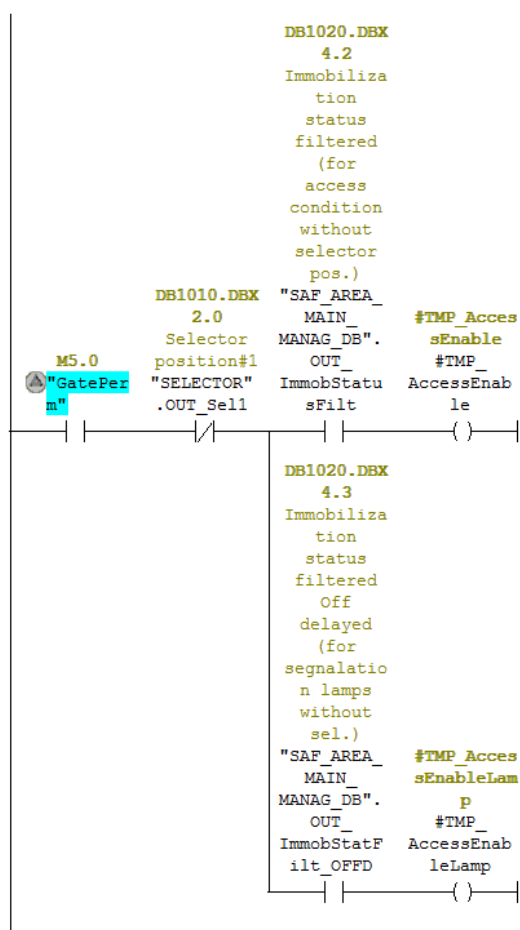 DB1020.DBX
4.2
Immobiliza
tion
status
filtered
(for
access
condition
without
selector
pos.)
"SAF_AREA_
MAIN_
MANAG_DB".
OUT_
ImmobStatu
sFilt
DB1010.DBX
2.0
Selector
position#1
"SELECTOR"
.OUT_Sel1
M5.0
"GatePer
m"
#TMP_Acces
sEnable
#TMP_
AccessEnab
le
DB1020.DBX
4.3
Immobiliza
tion
status
filtered
Off
delayed
(for
segnalatio
n lamps
without
sel.)
"SAF_AREA_
MAIN_
MANAG_DB".
OUT_
ImmobStatF
ilt_OFFD
#TMP_Acces
sEnableLam
p
#TMP_
AccessEnab
leLamp